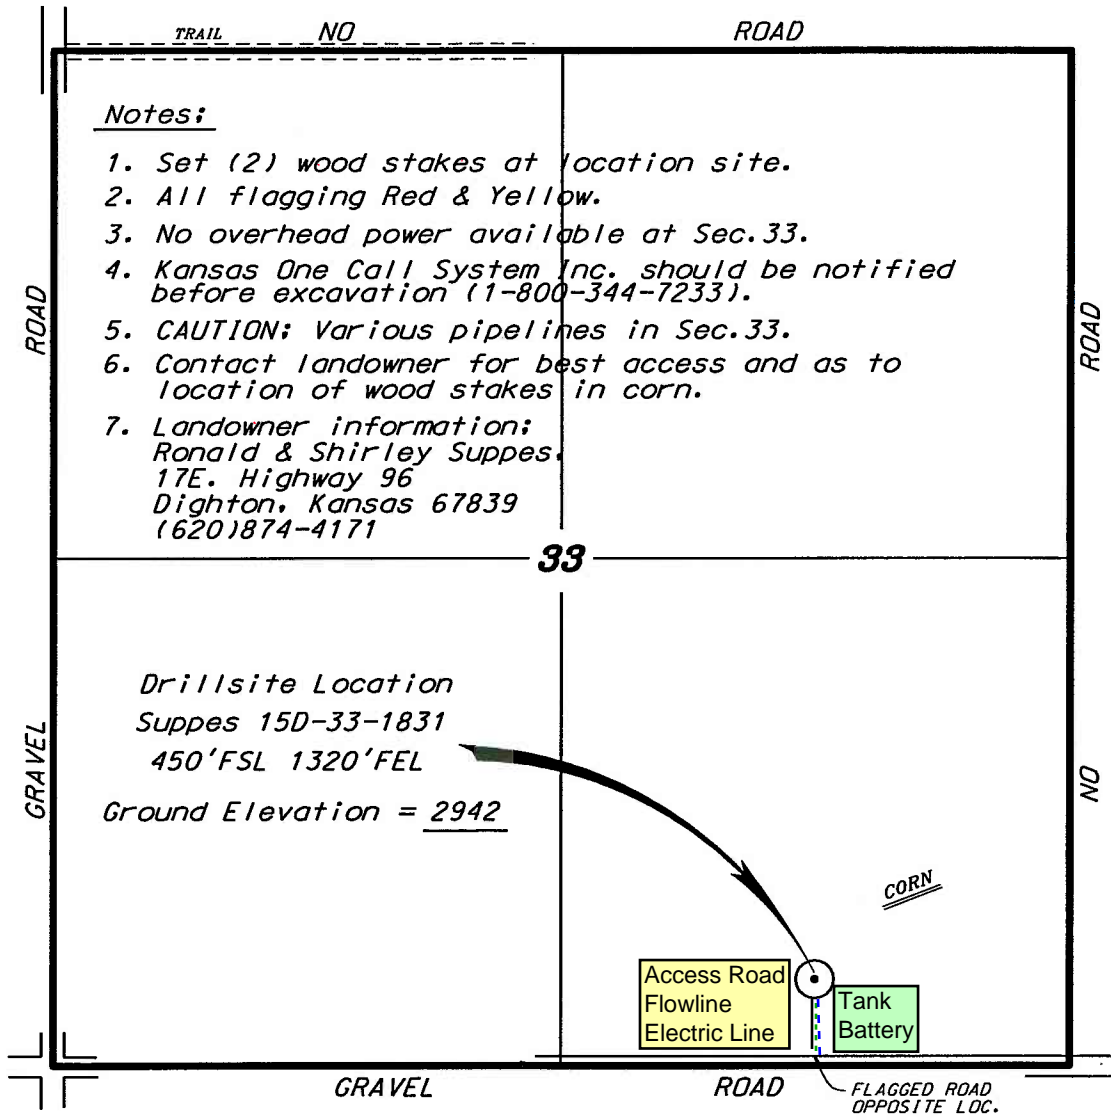 TRAIL NO ROAD
Notes:
1. Set (2) wood stakes at location site.
2. All flagging Red & Yellow.
3. No overhead power available at Sec.33.
4. Kansas One Call System Inc. should be notified
before excavation (1-800-344-7233).
5. CAUTION: Various pipelines in Sec.33.
6. Contact landowner for best access and as to
location of wood stakes in corn.
7. Landowner information:
Ronald & Shirley Suppes.
17E. Highway 96
Dighton, Kansas 67839
(620)874-4171
ROAD
ROAD
33
Drillsite Location
Suppes 15D-33-1831
450'FSL 1320'FEL
Ground Elevation = 2942
GRAVEL
NO
CORN
Access Road
Flowline
Electric Line
Tank
Battery
GRAVEL ROAD
FLAGGED ROAD
OPPOSITE LOC.